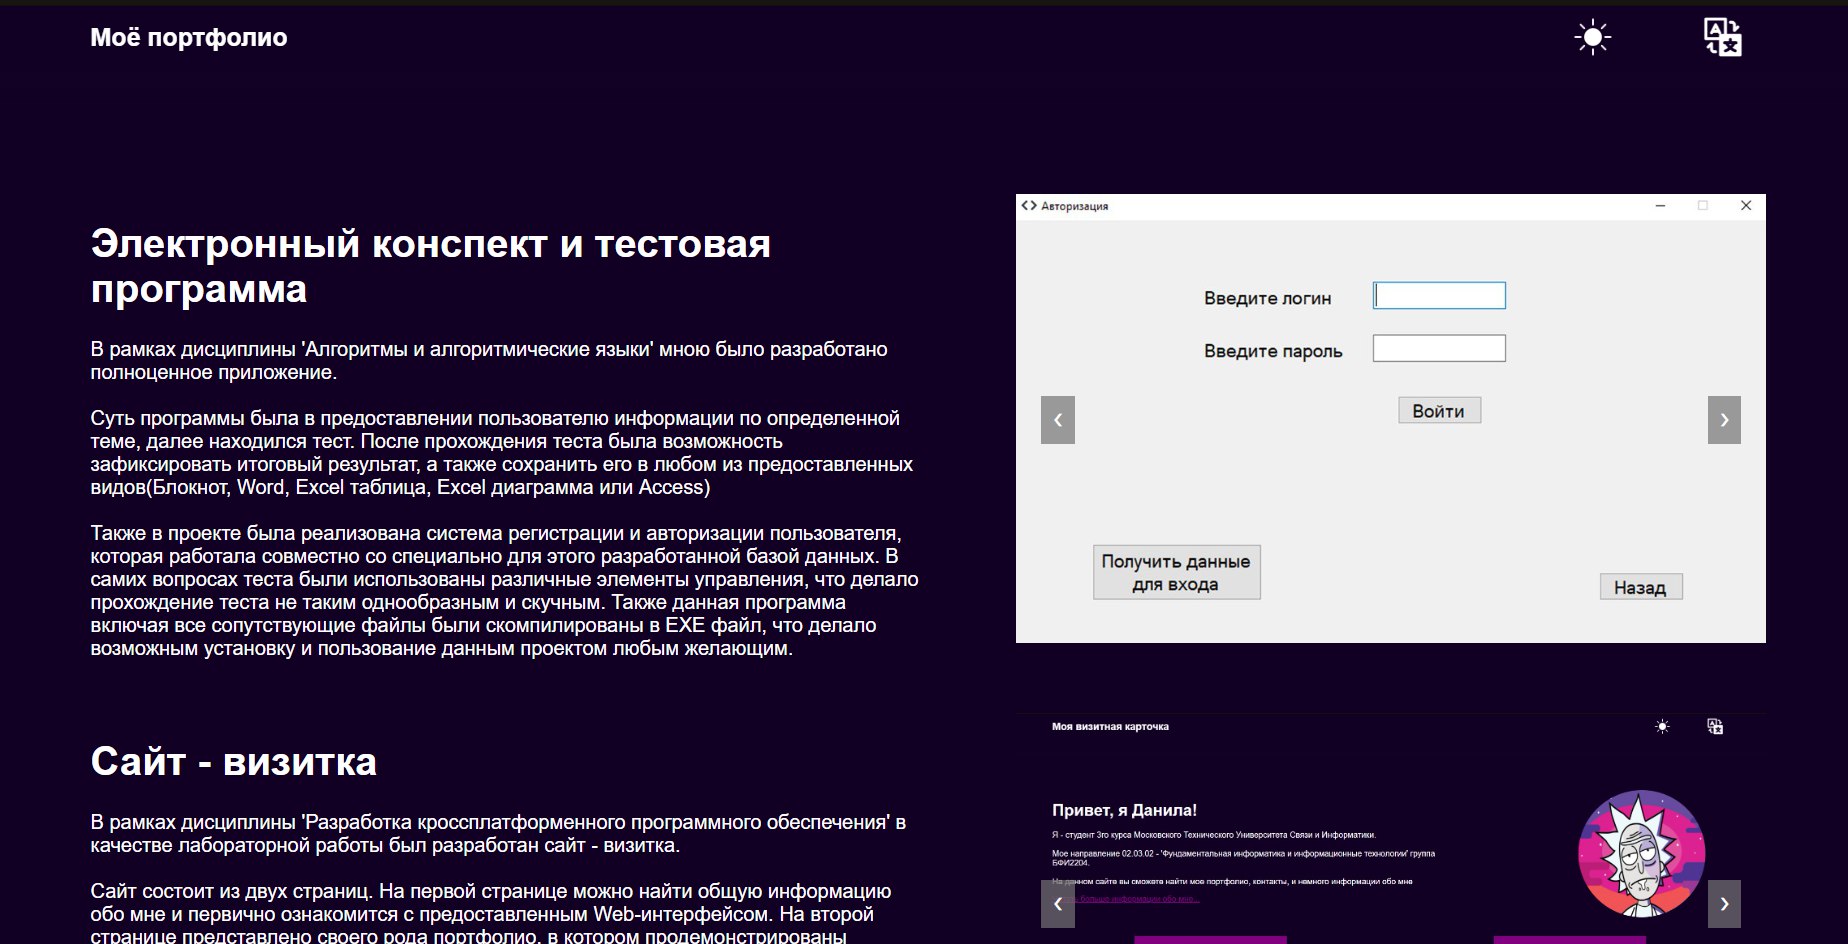 Моё портфолио
Электронный конспект и тестовая
программа
В рамках дисциплины 'Алгоритмы и алгоритмические языки' мною было разработано
полноценное приложение.
Суть программы была в предоставлении пользователю информации по определенной
теме, далее находился тест. После прохождения теста была возможность
зафиксировать итоговый результат, а также сохранить его в любом из предоставленных
видов(Блокнот, Word, Excel таблица, Excel диаграмма или Access)
Также в проекте была реализована система регистрации и авторизации пользователя,
которая работала совместно со специально для этого разработанной базой данных. В
самих вопросах теста были использованы различные элементы управления, что делало
прохождение теста не таким однообразным и скучным. Также данная программа
включая все сопутствующие файлы были скомпилированы в EXE файл, что делало
возможным установку и пользование данным проектом любым желающим.
Авторизация
Введите логин
Введите пароль
Войти
Получить данные
для входа
Назад
Сайт - визитка
В рамках дисциплины 'Разработка кроссплатформенного программного обеспечения' в
качестве лабораторной работы был разработан сайт - визитка.
Сайт состоит из двух страниц. На первой странице можно найти общую информацию
обо мне и первично ознакомится с предоставленным Web-интерфейсом. На второй
странице представлено своего рода портфолио, в котором продемонстрированы
Моя визитная карточка
Привет, я Данила!
Я - студент 3го курса Московского Технического Университета Связи и Информатики.
Мое направление 02.03.02 - 'Фундаментальная информатика и информационные технологии' группа
БФИ2204.
На данном сайте вы сможете найти мое портфолио, контакты, и немного информации обо мне
больше информации обо мне...